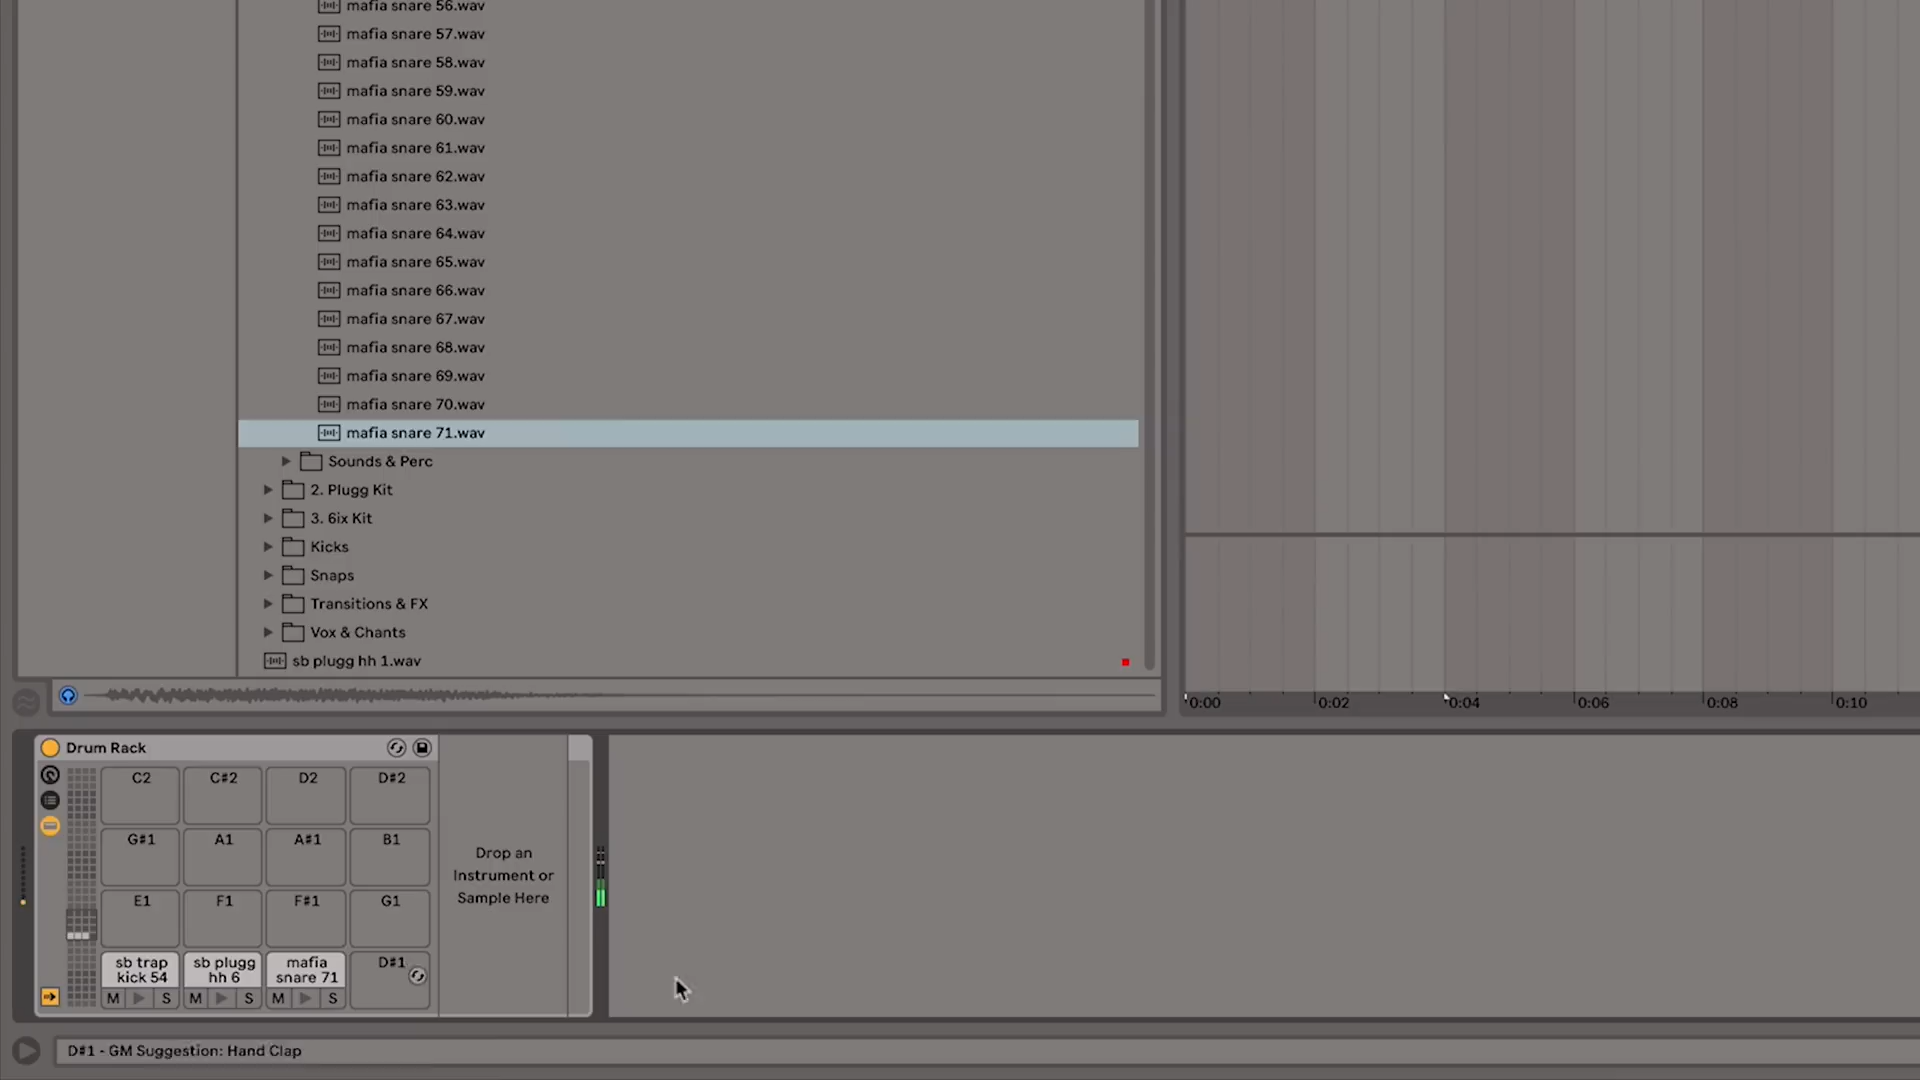 mafia snare 56.wav
mafia snare 57.wav
mafia snare 58.wav
mafia snare 59.wav
mafia snare 60.wav
mafia snare 61.wav
mafia snare 62.wav
mafia snare 63.wav
mafia snare 64.wav
mafia snare 65.wav
mafia snare 66.wav
mafia snare 67.wav
mafia snare 68.wav
mafia snare 69.wav
mafia snare 70.wav
mafia snare 71.wav
Sounds & Perc
2. Plugg Kit
3. 6ix Kit
Kicks
Snaps
Transitions & FX
Vox & Chants
sb plugg hh 1.wav
0:00 0:02 0:04 0:06 0:08 0:10
Drum Rack
C2 C#2 D2 D#2
G#1 A1 A#1 B1
E1 F1 F#1 G1
sb trap kick 54
sb plugg hh 6
mafia snare 71
D#1
M S M S M S
Drop an
Instrument or
Sample Here
D#1 - GM Suggestion: Hand Clap